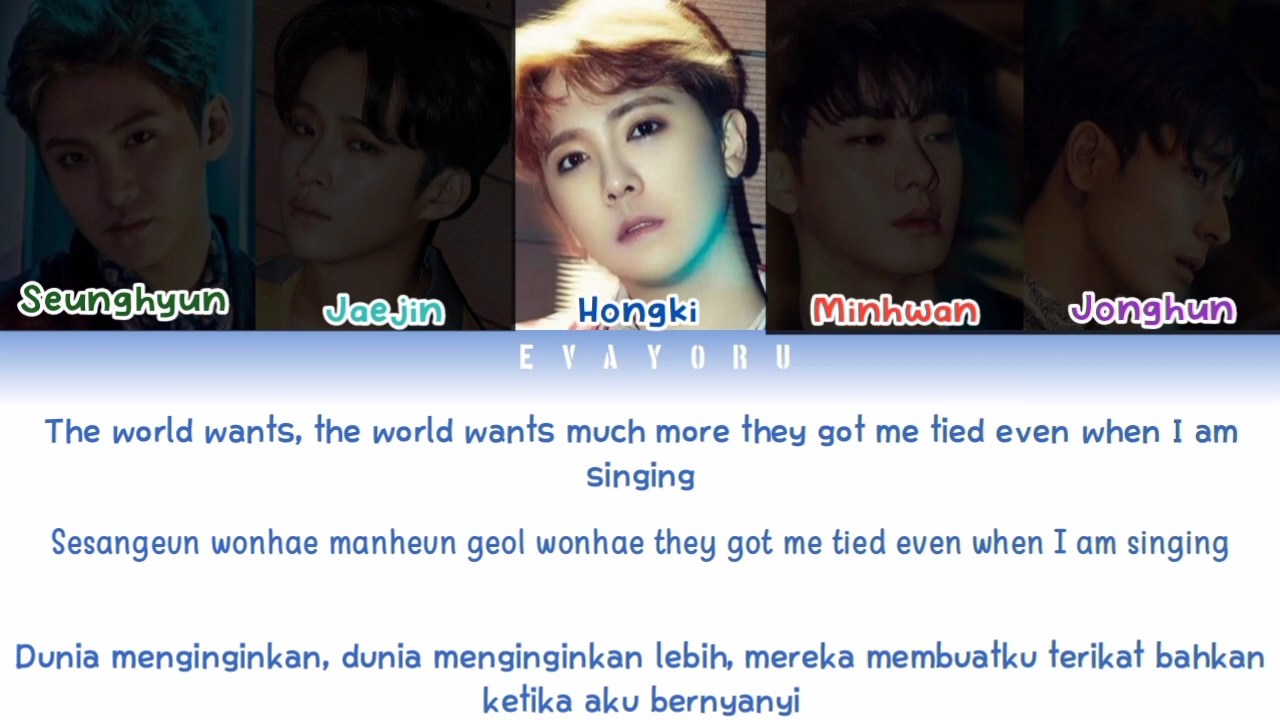 Seunghyun
Jaejin
Hongki
Minhwan
Jonghun
EVAYORU
The world wants, the world wants much more they got me tied even when I am
singing
Sesangeun wonhae manheun geol wonhae they got me tied even when I am singing
Dunia menginginkan, dunia menginginkan lebih, mereka membuatku terikat bahkan
ketika aku bernyanyi